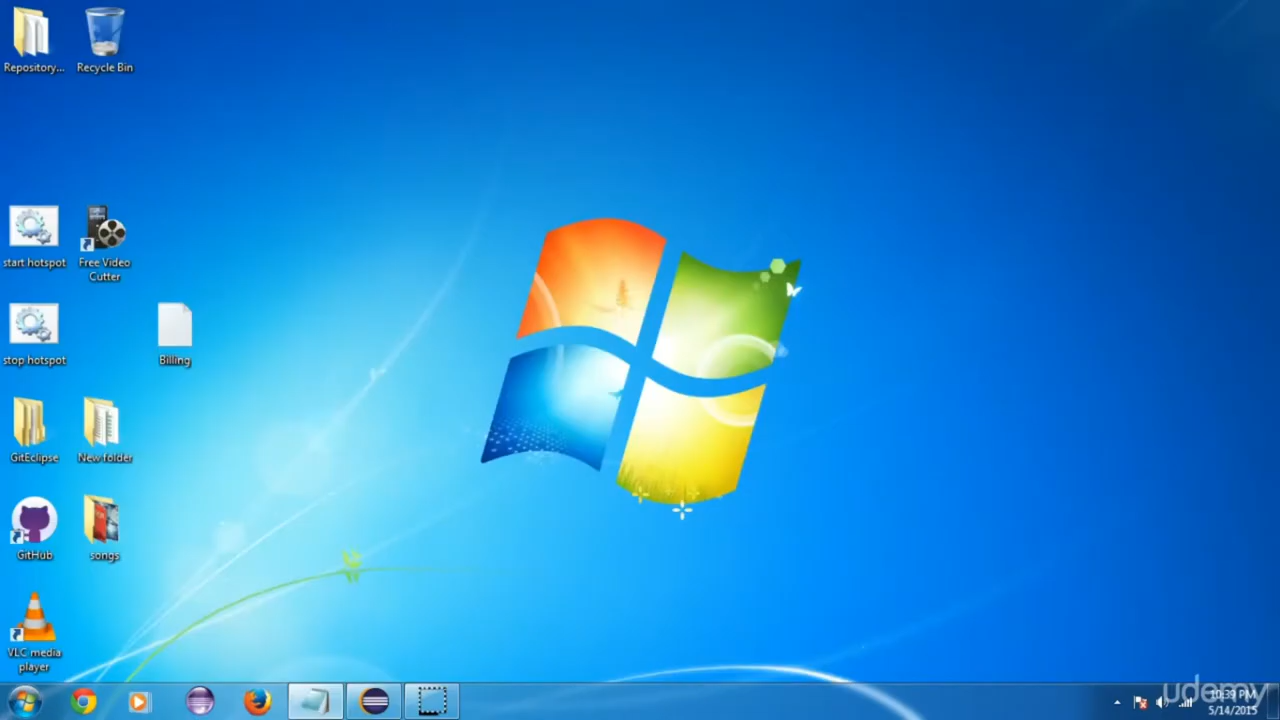 Repository...
Recycle Bin
start hotspot
Free Video
Cutter
stop hotspot
Billing
GitEclipse
New folder
GitHub
songs
VLC media
player
udemy
10:39 PM
5/14/2015